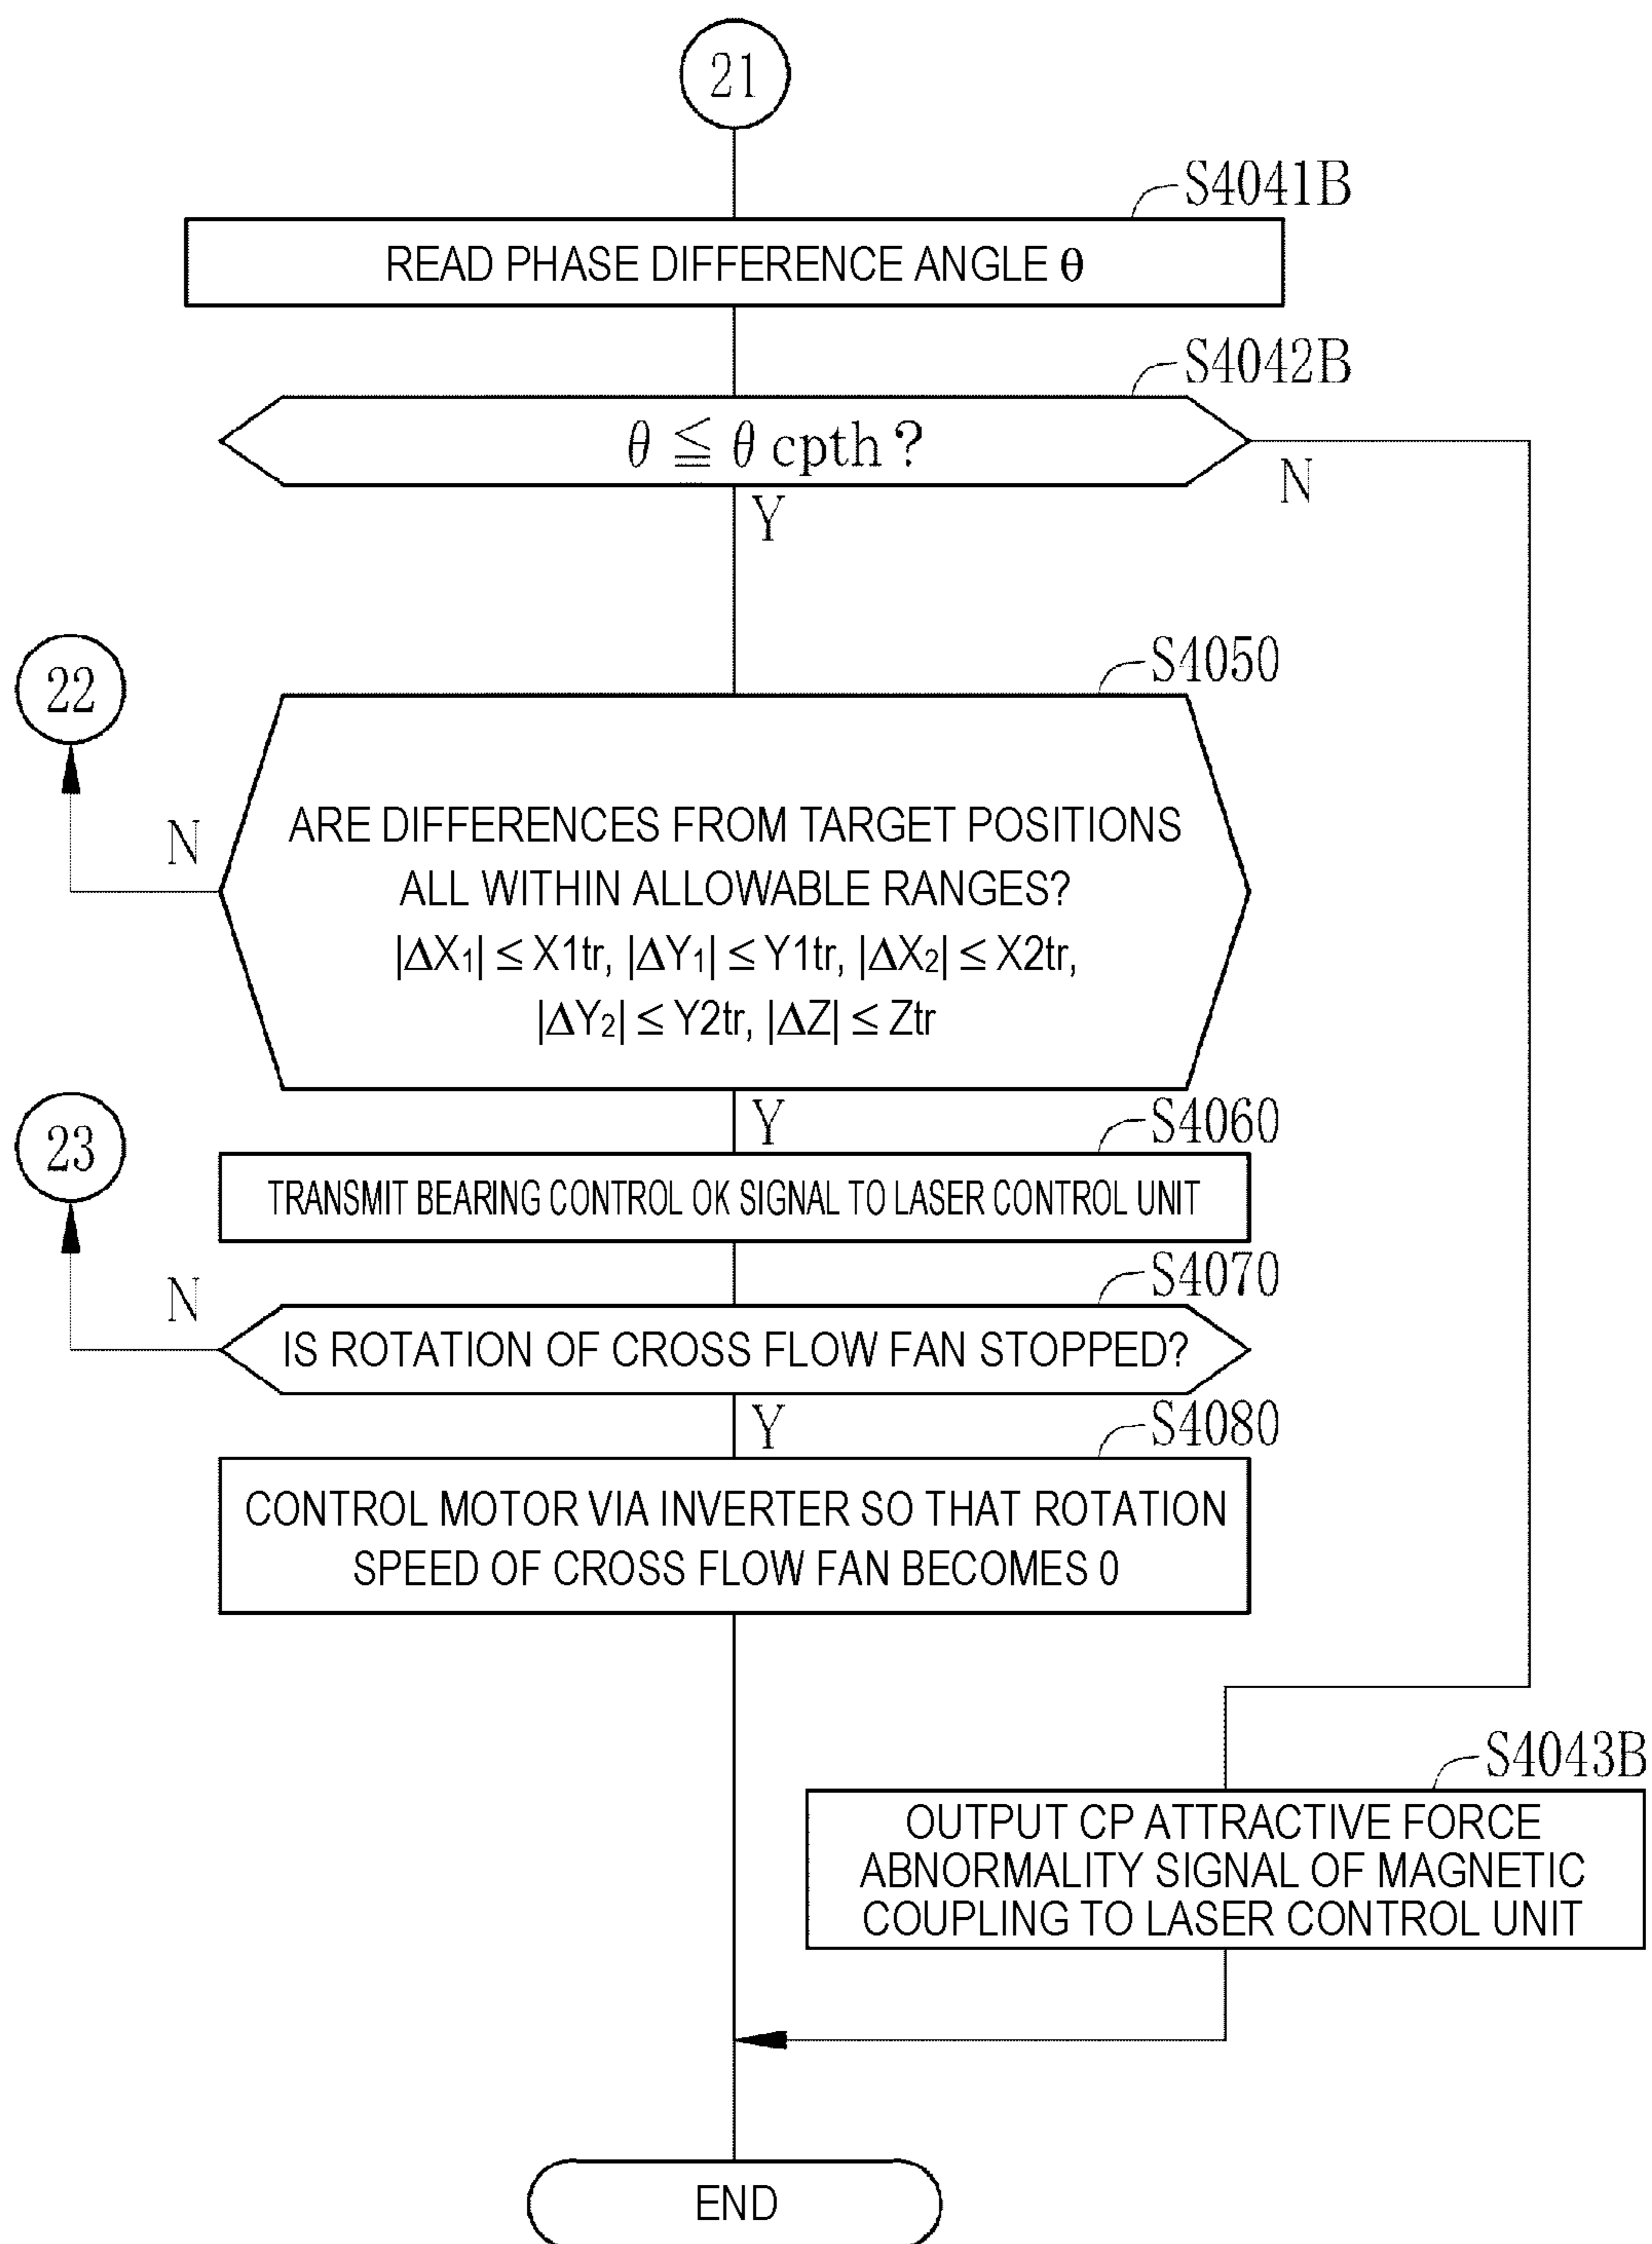 21
S4041B
READ PHASE DIFFERENCE ANGLE θ
S4042B
θ ≦ θ cpth ?
N
Y
S4050
22
N
ARE DIFFERENCES FROM TARGET POSITIONS
ALL WITHIN ALLOWABLE RANGES?
|ΔX₁| ≤ X1tr, |ΔY₁| ≤ Y1tr, |ΔX₂| ≤ X2tr,
|ΔY₂| ≤ Y2tr, |ΔZ| ≤ Ztr
Y
S4060
23
TRANSMIT BEARING CONTROL OK SIGNAL TO LASER CONTROL UNIT
S4070
N
IS ROTATION OF CROSS FLOW FAN STOPPED?
Y
S4080
CONTROL MOTOR VIA INVERTER SO THAT ROTATION
SPEED OF CROSS FLOW FAN BECOMES 0
S4043B
OUTPUT CP ATTRACTIVE FORCE
ABNORMALITY SIGNAL OF MAGNETIC
COUPLING TO LASER CONTROL UNIT
END